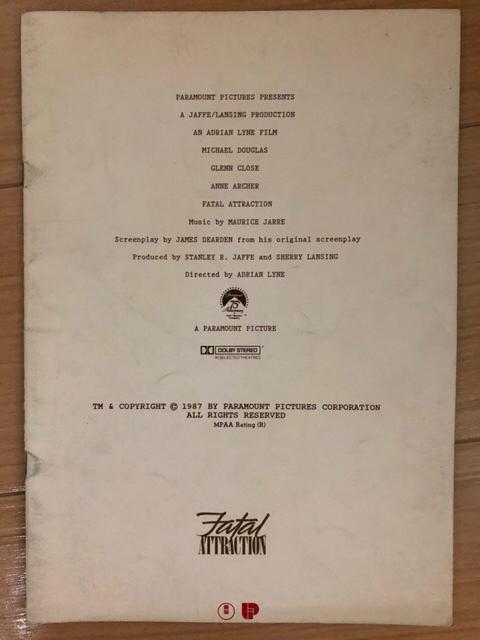 PARAMOUNT PICTURES PRESENTS
A JAFFE/LANSING PRODUCTION
AN ADRIAN LYNE FILM
MICHAEL DOUGLAS
GLENN CLOSE
ANNE ARCHER
FATAL ATTRACTION
Music by MAURICE JARRE
Screenplay by JAMES DEARDEN from his original screenplay
Produced by STANLEY R. JAFFE and SHERRY LANSING
Directed by ADRIAN LYNE
Paramount
75
A PARAMOUNT PICTURE
DOLBY STEREO
IN SELECTED THEATRES
TM & COPYRIGHT © 1987 BY PARAMOUNT PICTURES CORPORATION
ALL RIGHTS RESERVED
MPAA Rating (R)
Fatal
ATTRACTION